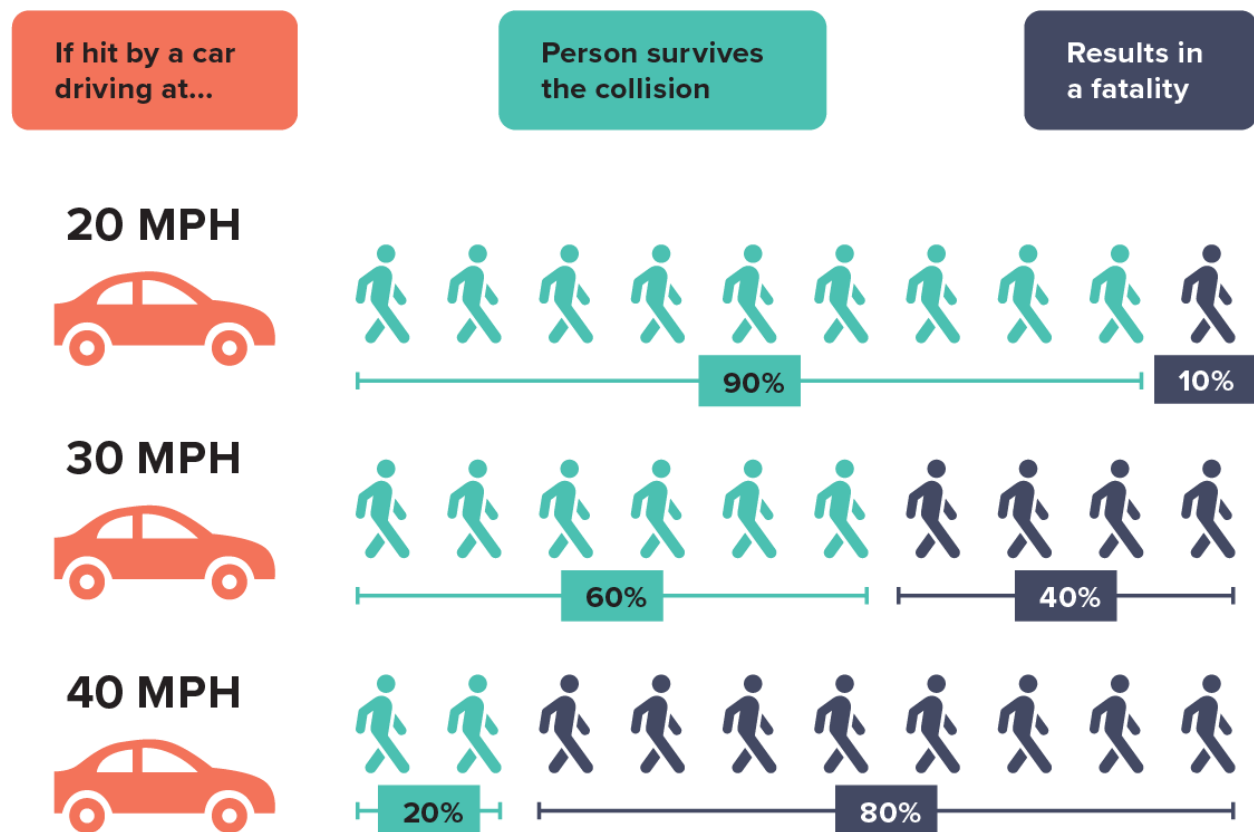 If hit by a car
driving at...
Person survives
the collision
Results in
a fatality
20 MPH
90%
10%
30 MPH
60%
40%
40 MPH
20%
80%